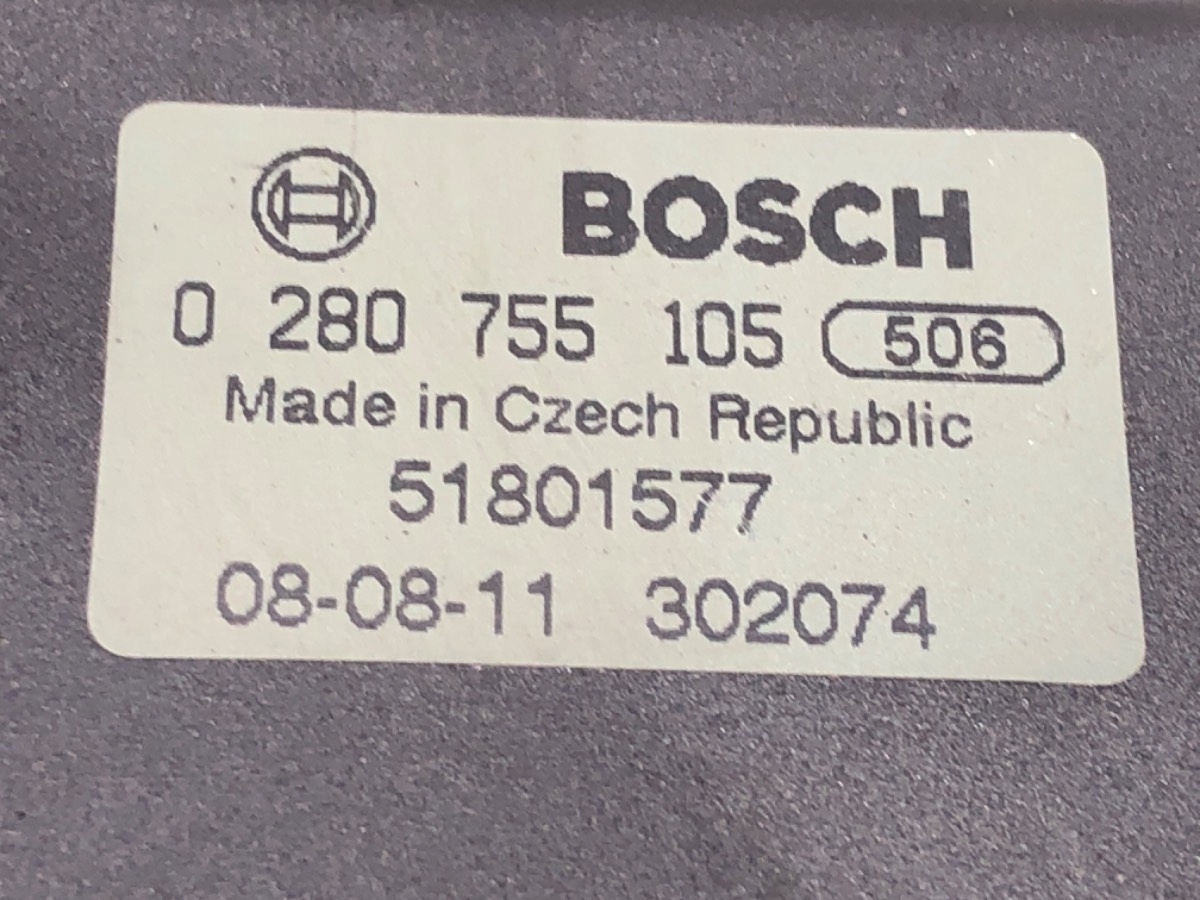 BOSCH
0 280 755 105 506
Made in Czech Republic
51801577
08-08-11 302074